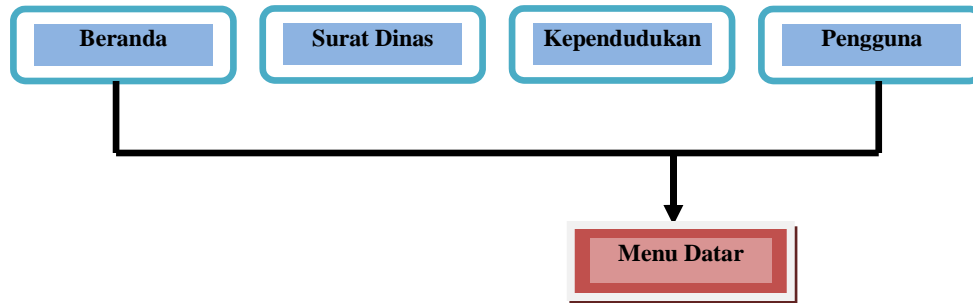 Beranda
Surat Dinas
Kependudukan
Pengguna
Menu Datar